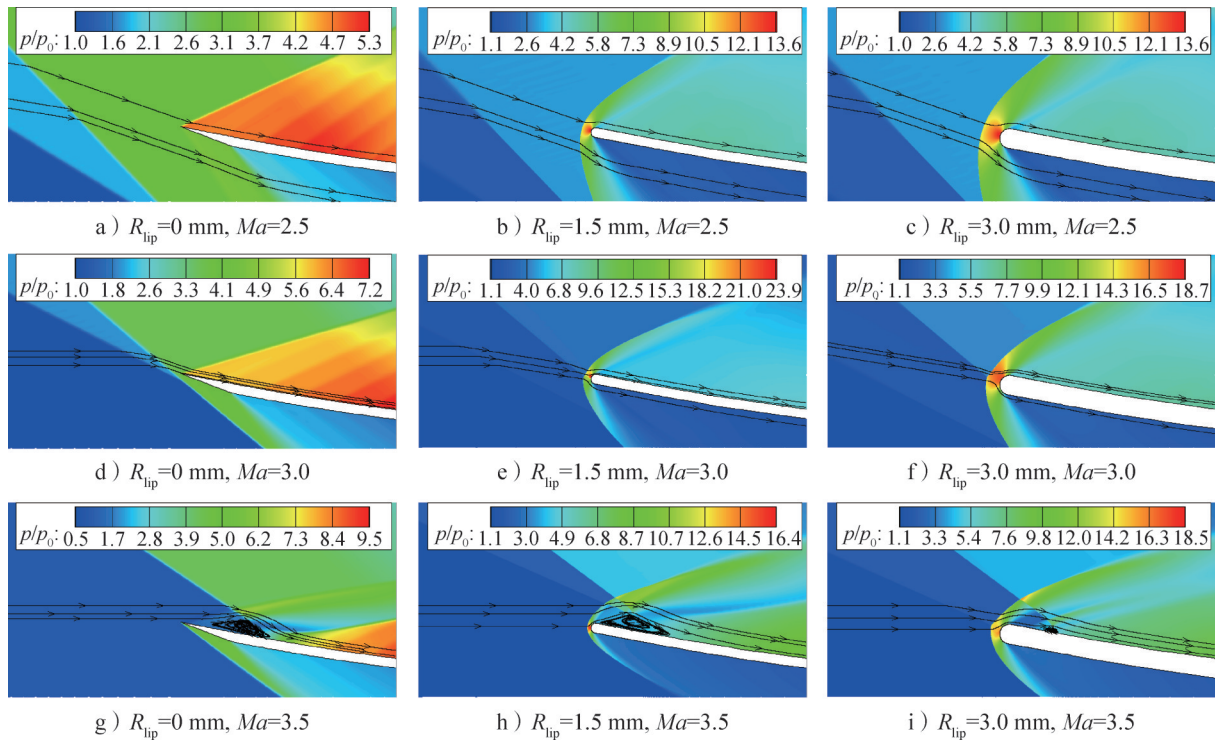 p/p₀: 1.0 1.6 2.1 2.6 3.1 3.7 4.2 4.7 5.3
p/p₀: 1.1 2.6 4.2 5.8 7.3 8.9 10.5 12.1 13.6
p/p₀: 1.0 2.6 4.2 5.8 7.3 8.9 10.5 12.1 13.6
a) R_lip=0 mm, Ma=2.5
b) R_lip=1.5 mm, Ma=2.5
c) R_lip=3.0 mm, Ma=2.5
p/p₀: 1.0 1.8 2.6 3.3 4.1 4.9 5.6 6.4 7.2
p/p₀: 1.1 4.0 6.8 9.6 12.5 15.3 18.2 21.0 23.9
p/p₀: 1.1 3.3 5.5 7.7 9.9 12.1 14.3 16.5 18.7
d) R_lip=0 mm, Ma=3.0
e) R_lip=1.5 mm, Ma=3.0
f) R_lip=3.0 mm, Ma=3.0
p/p₀: 0.5 1.7 2.8 3.9 5.0 6.2 7.3 8.4 9.5
p/p₀: 1.1 3.0 4.9 6.8 8.7 10.7 12.6 14.5 16.4
p/p₀: 1.1 3.3 5.4 7.6 9.8 12.0 14.2 16.3 18.5
g) R_lip=0 mm, Ma=3.5
h) R_lip=1.5 mm, Ma=3.5
i) R_lip=3.0 mm, Ma=3.5